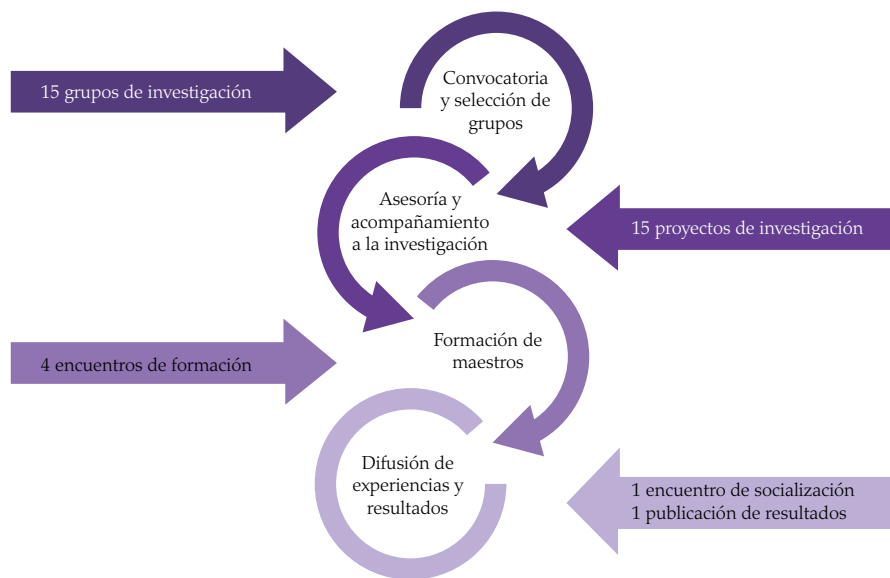 15 grupos de investigación
Convocatoria
y selección de
grupos
Asesoría y
acompañamiento
a la investigación
15 proyectos de investigación
4 encuentros de formación
Formación de
maestros
Difusión de
experiencias y
resultados
1 encuentro de socialización
1 publicación de resultados